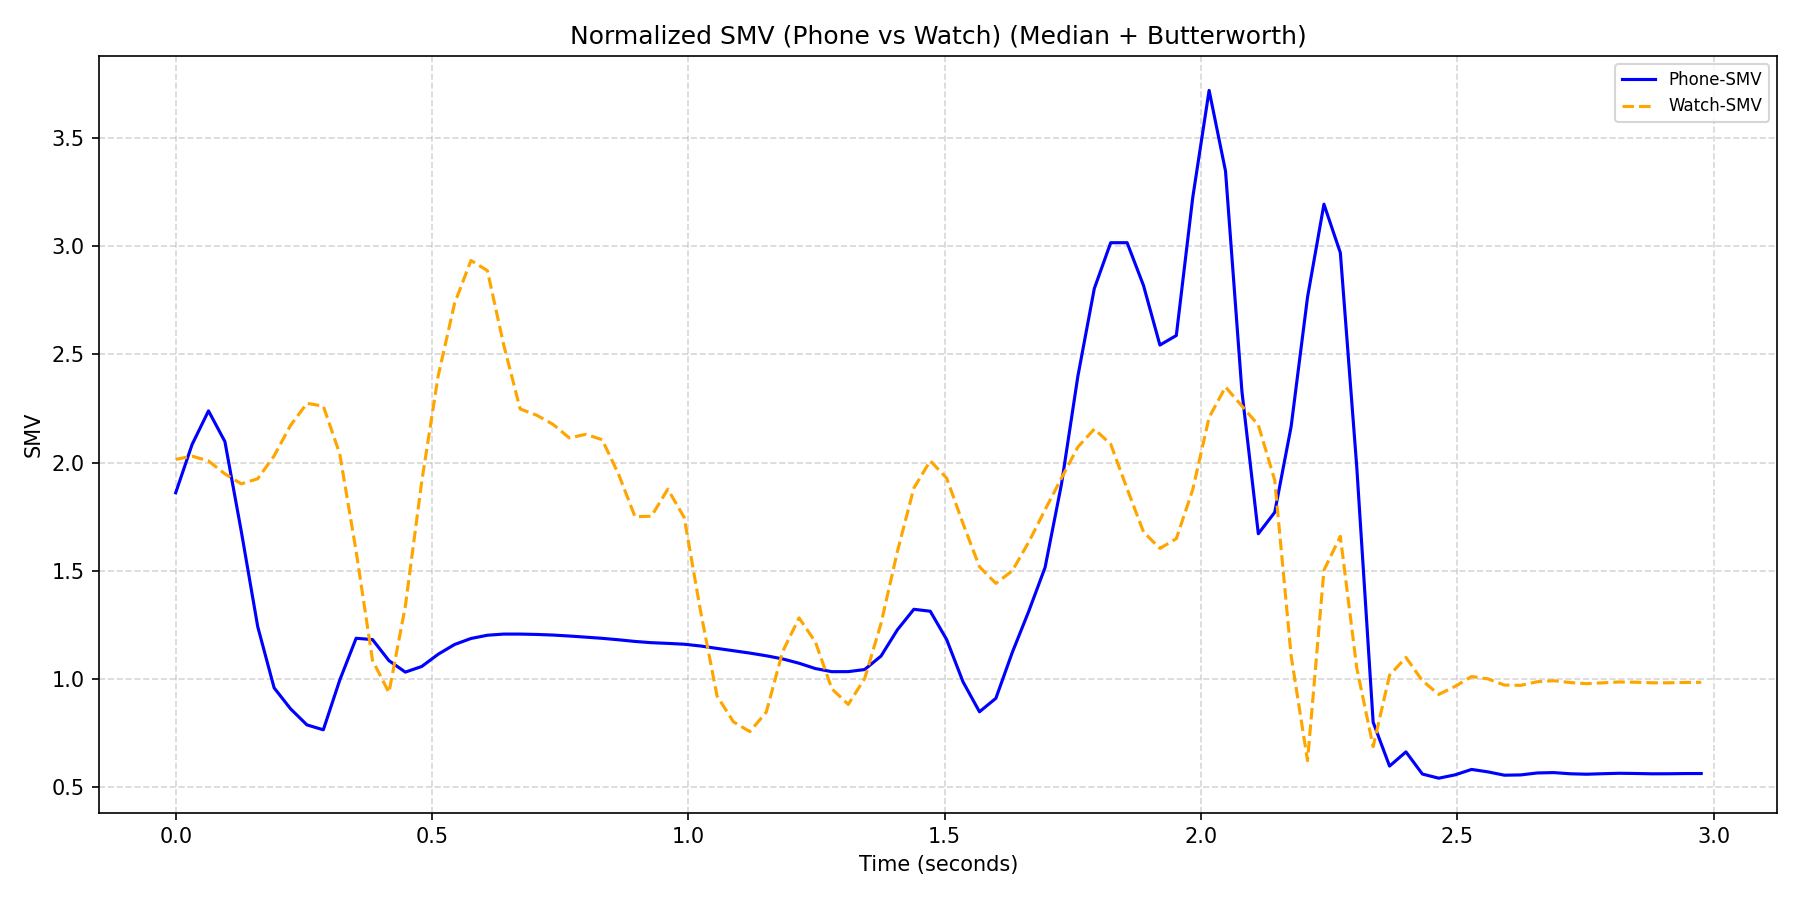 Normalized SMV (Phone vs Watch) (Median + Butterworth)
Phone-SMV
Watch-SMV
SMV
3.5
3.0
2.5
2.0
1.5
1.0
0.5
0.0 0.5 1.0 1.5 2.0 2.5 3.0
Time (seconds)